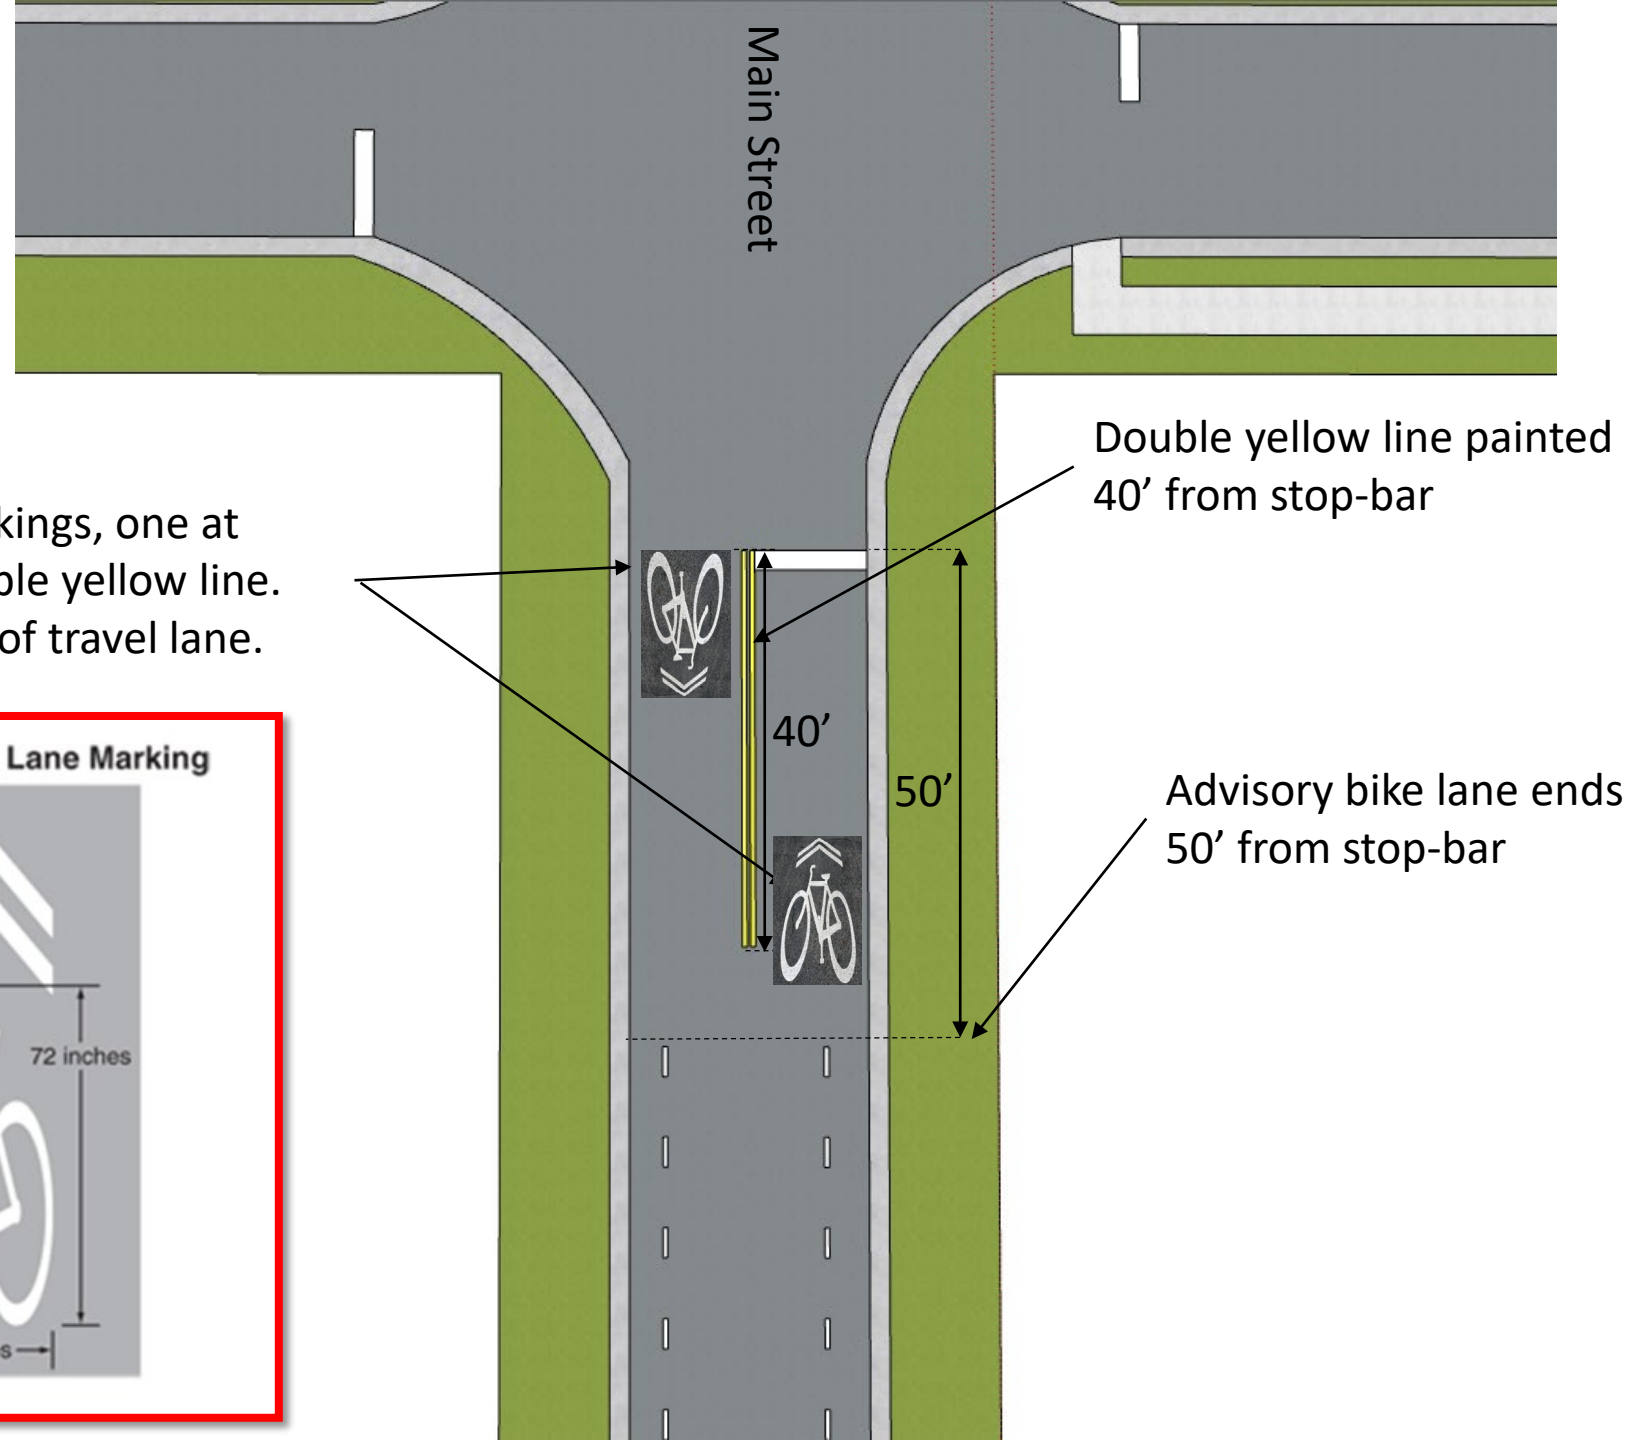 Main Street
Double yellow line painted
40’ from stop-bar
kings, one at
ble yellow line.
of travel lane.
40’
50’
Advisory bike lane ends
50’ from stop-bar
Lane Marking
72 inches